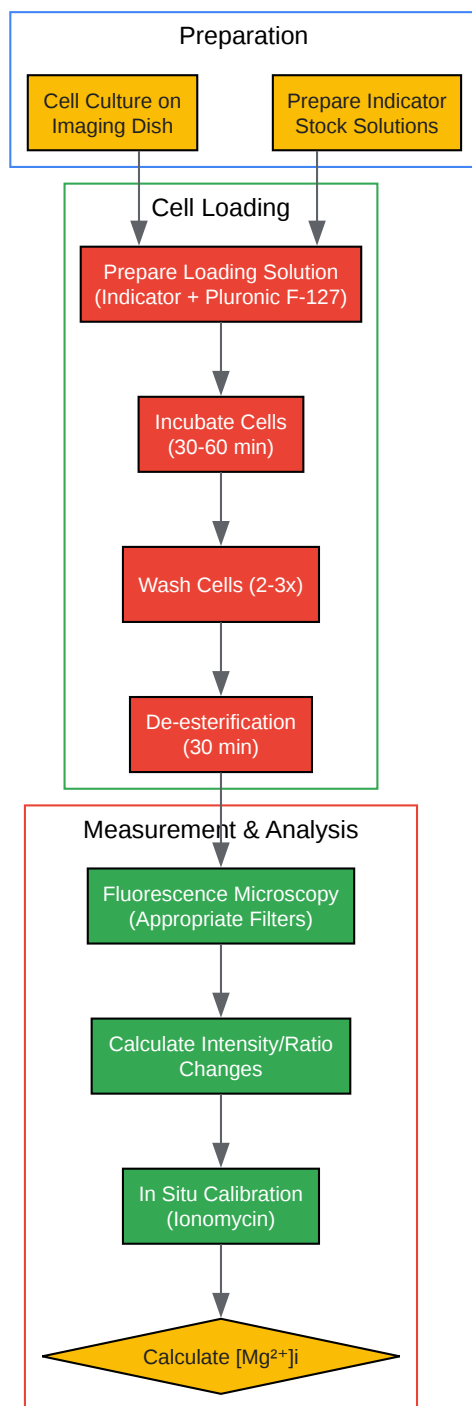 Preparation
Cell Culture on
Imaging Dish
Prepare Indicator
Stock Solutions
Cell Loading
Prepare Loading Solution
(Indicator + Pluronic F-127)
Incubate Cells
(30-60 min)
Wash Cells (2-3x)
De-esterification
(30 min)
Measurement & Analysis
Fluorescence Microscopy
(Appropriate Filters)
Calculate Intensity/Ratio
Changes
In Situ Calibration
(Ionomycin)
Calculate [Mg²⁺]i